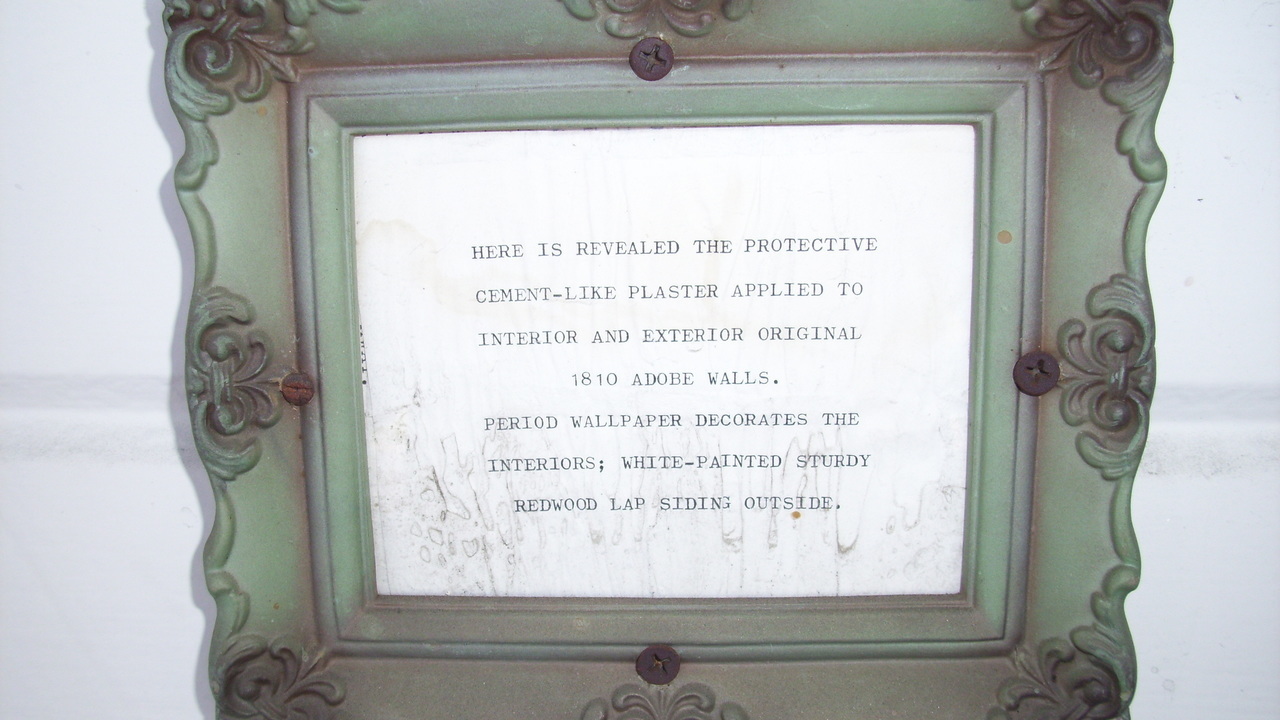 HERE IS REVEALED THE PROTECTIVE
CEMENT-LIKE PLASTER APPLIED TO
INTERIOR AND EXTERIOR ORIGINAL
1810 ADOBE WALLS.
PERIOD WALLPAPER DECORATES THE
INTERIORS; WHITE-PAINTED STURDY
REDWOOD LAP SIDING OUTSIDE.